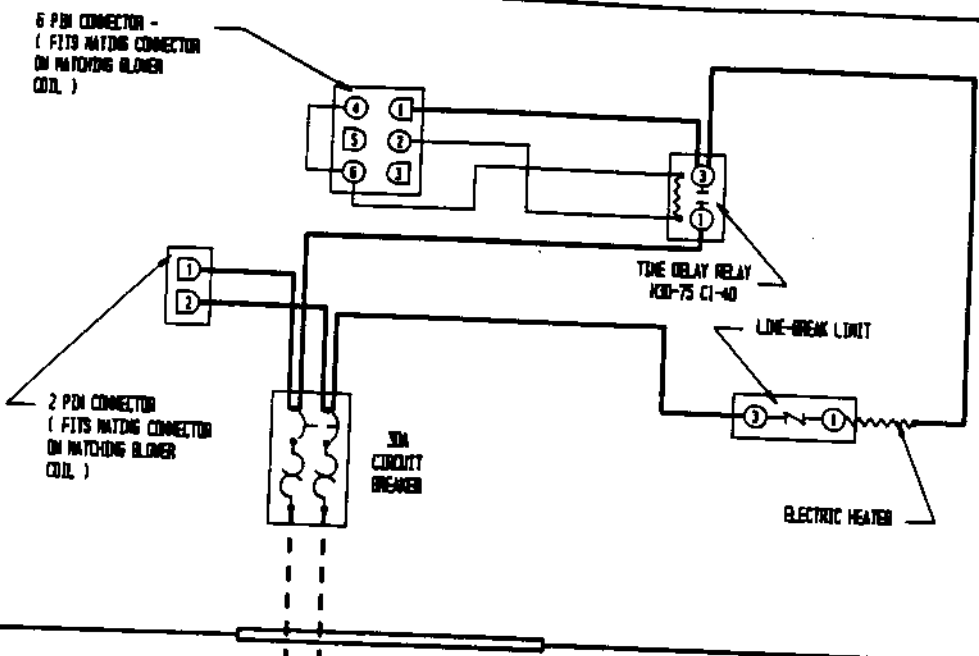 6 PIN CONNECTOR -
( FITS MATING CONNECTOR
ON MATCHING BLOWER
COIL )
4
1
5
2
6
3
3
1
TIME DELAY RELAY
1
2
LINE-BREAK LIMIT
2 PIN CONNECTOR
( FITS MATING CONNECTOR
ON MATCHING BLOWER
COIL )
30A
CIRCUIT
BREAKER
3
1
ELECTRIC HEATER